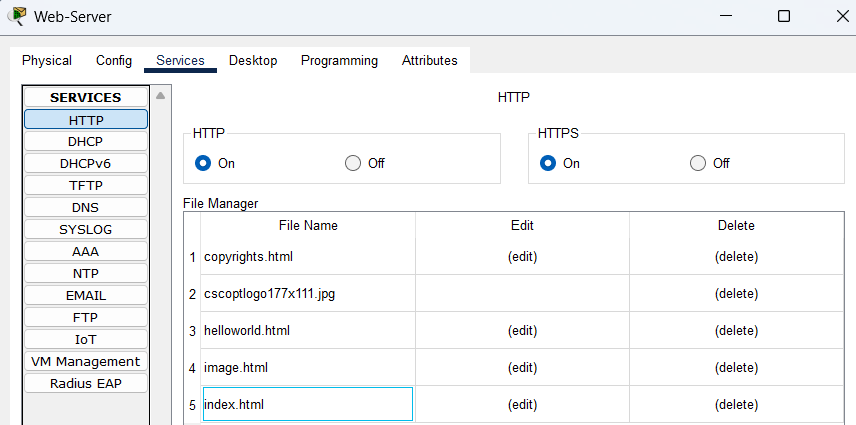 Web-Server
Physical Config Services Desktop Programming Attributes
SERVICES
HTTP
DHCP
DHCPv6
TFTP
DNS
SYSLOG
AAA
NTP
EMAIL
FTP
IoT
VM Management
Radius EAP
HTTP
HTTP
On Off
HTTPS
On Off
File Manager
File Name Edit Delete
1 copyrights.html (edit) (delete)
2 cscoptlogo177x111.jpg (delete)
3 helloworld.html (edit) (delete)
4 image.html (edit) (delete)
5 index.html (edit) (delete)